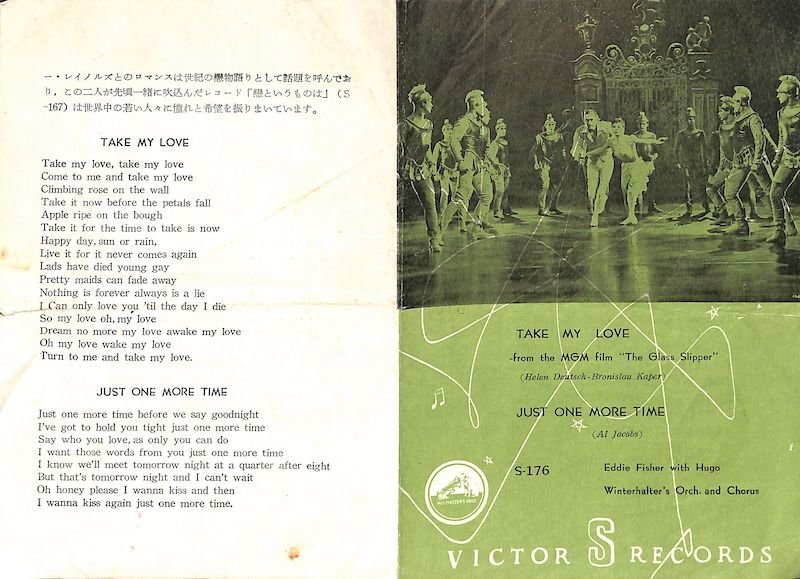 ー・レイノルズとのロマンスは世紀の戀物語りとして話題を呼んでお
り，この二人が先頃一緒に吹込んだレコード「戀というものは」（S
-167）は世界中の若い人々に憧れと希望を振りまいています。
TAKE MY LOVE
Take my love, take my love
Come to me and take my love
Climbing rose on the wall
Take it now before the petals fall
Apple ripe on the bough
Take it for the time to take is now
Happy day, sun or rain,
Live it for it never comes again
Lads have died young gay
Pretty maids can fade away
Nothing is forever always is a lie
I Can only love you 'til the day I die
So my love oh, my love
Dream no more my love awake my love
Oh my love wake my love
Turn to me and take my love.
JUST ONE MORE TIME
Just one more time before we say goodnight
I've got to hold you tight just one more time
Say who you love, as only you can do
I want those words from you just one more time
I know we'll meet tomorrow night at a quarter after eight
But that's tomorrow night and I can't wait
Oh honey please I wanna kiss and then
I wanna kiss again just one more time.
TAKE MY LOVE
-from the MGM film "The Glass Slipper"
(Helen Deutsch-Bronislau Kaper)
JUST ONE MORE TIME
(Al Jacobs)
S-176
Eddie Fisher with Hugo
Winterhalter's Orch. and Chorus
HIS MASTER'S VOICE
VICTOR S RECORDS